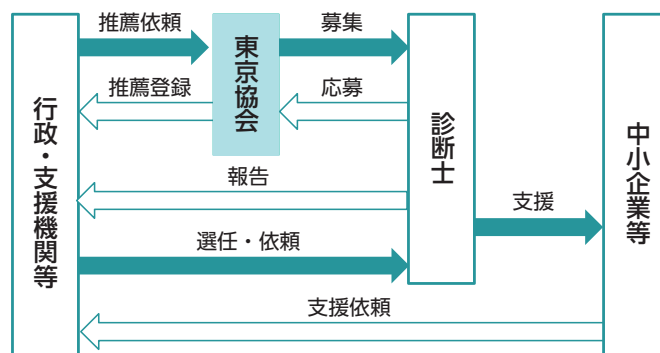 推薦依頼
募集
推薦登録
応募
東京協会
行政・支援機関等
診断士
中小企業等
報告
支援
選任・依頼
支援依頼